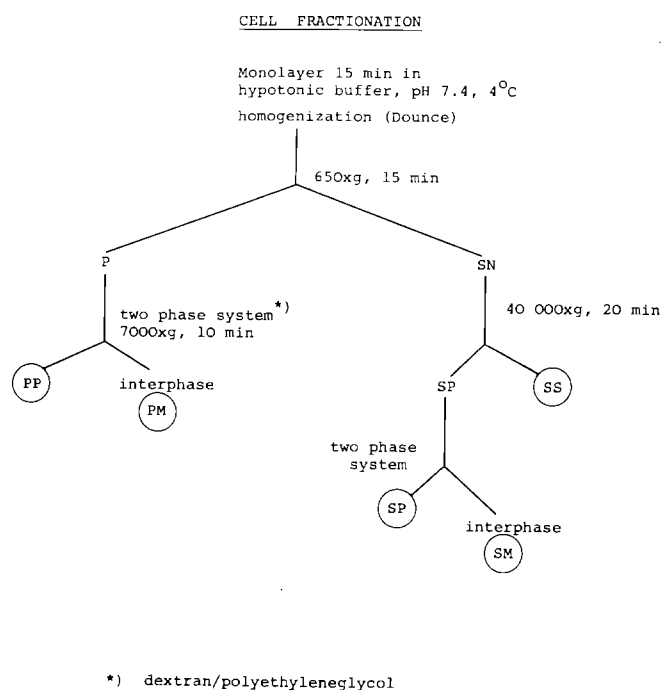 CELL FRACTIONATION
Monolayer 15 min in
hypotonic buffer, pH 7.4, 4°C
homogenization (Dounce)
650xg, 15 min
P
SN
two phase system*)
7000xg, 10 min
40 000xg, 20 min
PP
interphase
PM
SP
SS
two phase
system
SP
interphase
SM
*) dextran/polyethyleneglycol